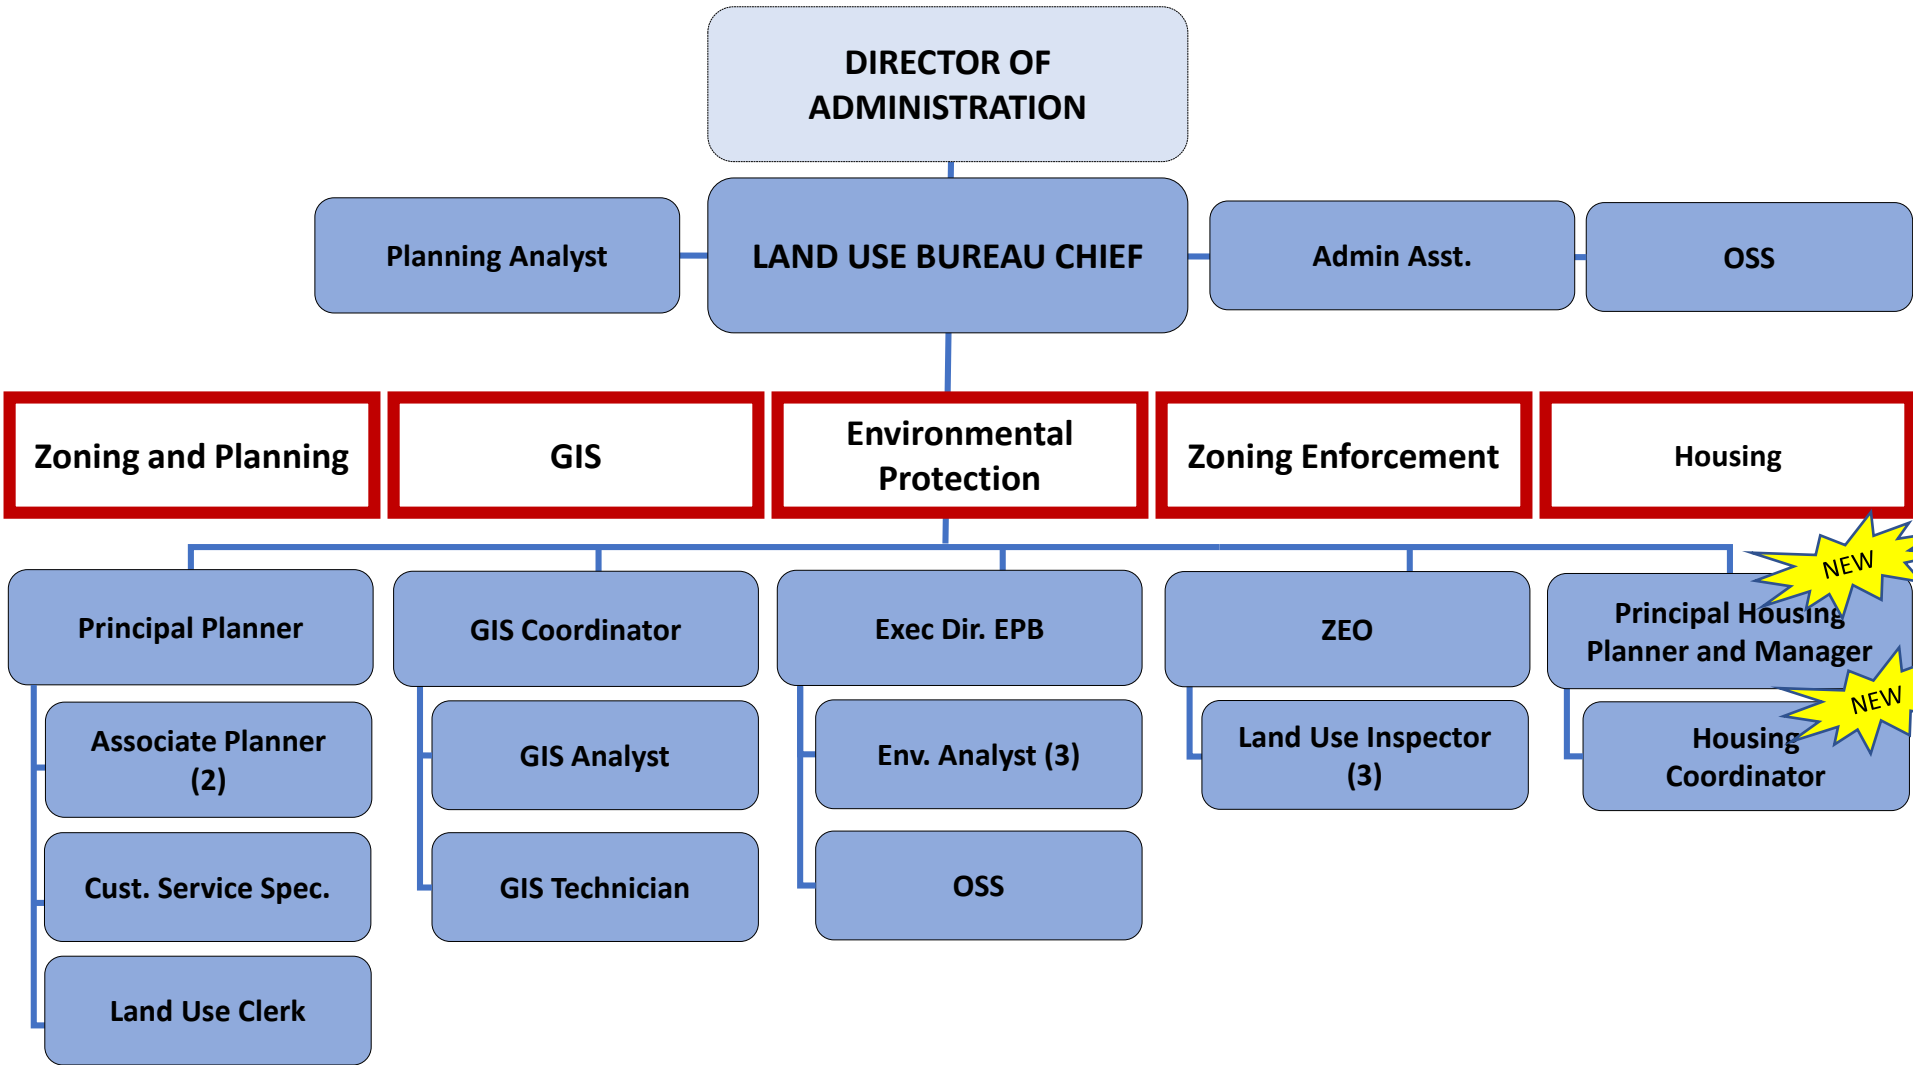 DIRECTOR OF
ADMINISTRATION
Planning Analyst
LAND USE BUREAU CHIEF
Admin Asst.
OSS
Zoning and Planning
GIS
Environmental
Protection
Zoning Enforcement
Housing
NEW
Principal Planner
GIS Coordinator
Exec Dir. EPB
ZEO
Principal Housing
Planner and Manager
NEW
Associate Planner
(2)
GIS Analyst
Env. Analyst (3)
Land Use Inspector
(3)
Housing
Coordinator
Cust. Service Spec.
GIS Technician
OSS
Land Use Clerk